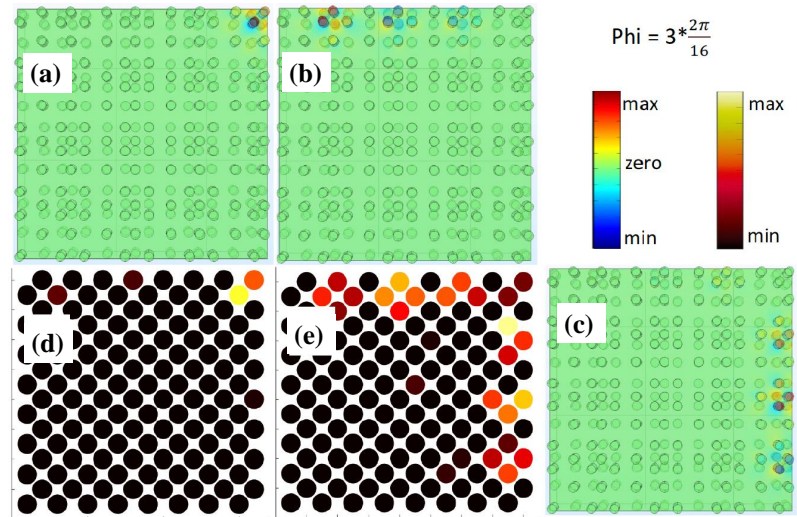 (a)
(b)
Phi = 3*2π/16
max
zero
min
max
min
(d)
(e)
(c)